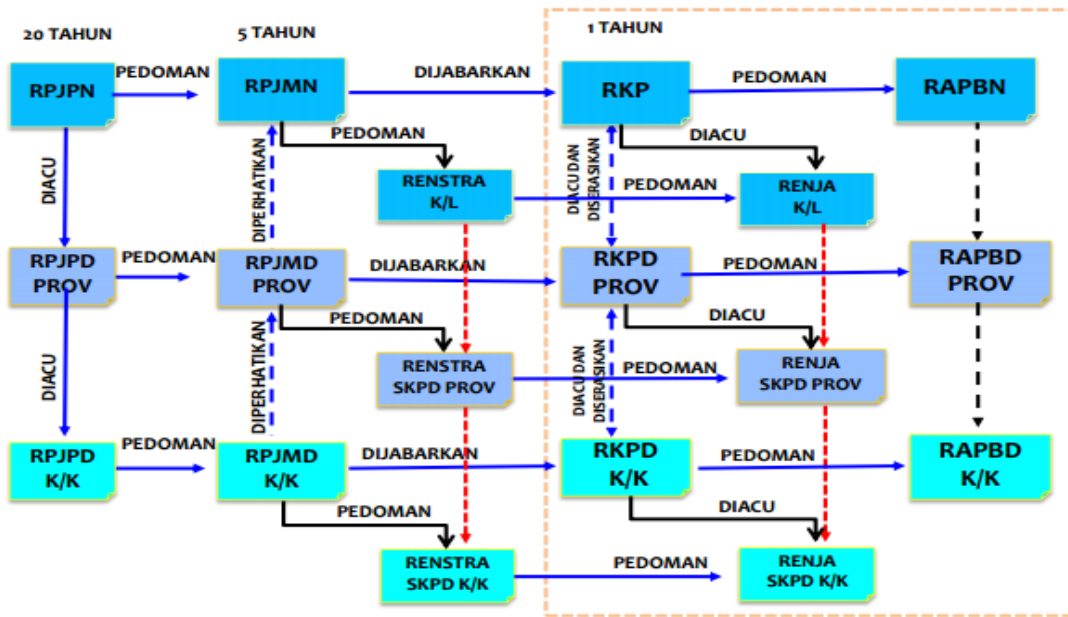 20 TAHUN
5 TAHUN
1 TAHUN
RPJPN
PEDOMAN
RPJMN
DIJABARKAN
RKP
PEDOMAN
RAPBN
DIACU
DIPERHATIKAN
PEDOMAN
RENSTRA
K/L
PEDOMAN
DIACU DAN
DISERASIKAN
DIACU
RENJA
K/L
RPJPD
PROV
PEDOMAN
RPJMD
PROV
DIJABARKAN
RKPD
PROV
PEDOMAN
RAPBD
PROV
DIACU
DIPERHATIKAN
PEDOMAN
RENSTRA
SKPD PROV
PEDOMAN
DIACU DAN
DISERASIKAN
DIACU
RENJA
SKPD PROV
RPJPD
K/K
PEDOMAN
RPJMD
K/K
DIJABARKAN
RKPD
K/K
PEDOMAN
RAPBD
K/K
PEDOMAN
RENSTRA
SKPD K/K
PEDOMAN
DIACU
RENJA
SKPD K/K